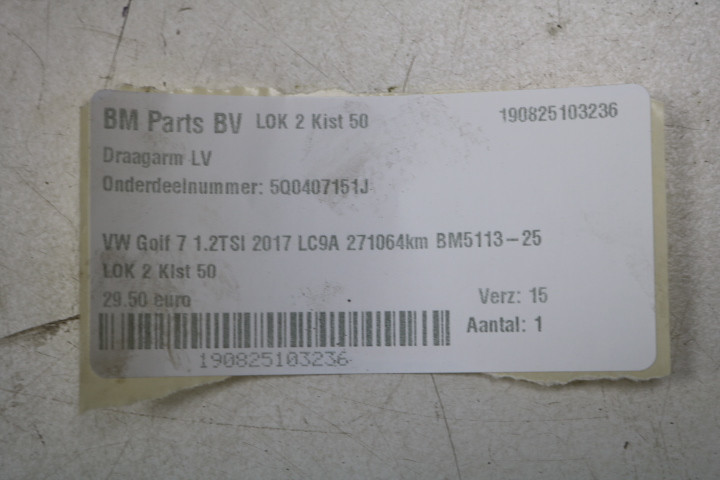 BM Parts BV LOK 2 Kist 50 190825103236
Draagarm LV
Onderdeelnummer: 5Q0407151J
VW Golf 7 1.2TSI 2017 LC9A 271064km BM5113-25
LOK 2 Kist 50
29.50 euro Verz: 15
Aantal: 1
190825103236